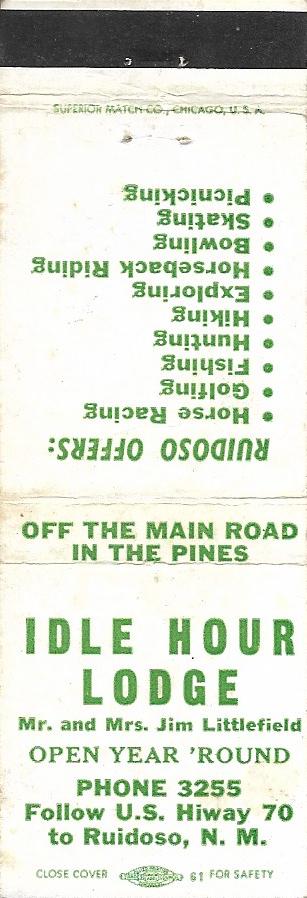 SUPERIOR MATCH CO., CHICAGO, U. S. A.
RUIDOSO OFFERS:
• Horse Racing
• Golfing
• Fishing
• Hunting
• Hiking
• Exploring
• Horseback Riding
• Bowling
• Skating
• Picnicking
OFF THE MAIN ROAD
IN THE PINES
IDLE HOUR
LODGE
Mr. and Mrs. Jim Littlefield
OPEN YEAR 'ROUND
PHONE 3255
Follow U.S. Hiway 70
to Ruidoso, N. M.
CLOSE COVER 61 FOR SAFETY